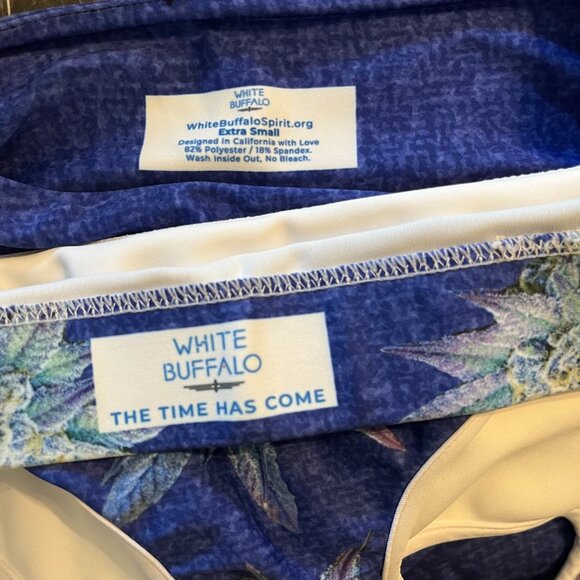 WHITE
BUFFALO
WhiteBuffaloSpirit.org
Extra Small
Designed in California with Love
82% Polyester / 18% Spandex.
Wash Inside Out, No Bleach.
WHITE
BUFFALO
THE TIME HAS COME